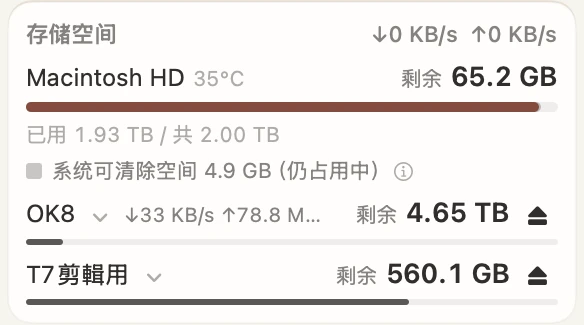 存储空间 ↓0 KB/s ↑0 KB/s
Macintosh HD 35°C 剩余 65.2 GB
已用 1.93 TB / 共 2.00 TB
系统可清除空间 4.9 GB (仍占用中) ⓘ
OK8 ↓33 KB/s ↑78.8 M... 剩余 4.65 TB
T7剪輯用 剩余 560.1 GB